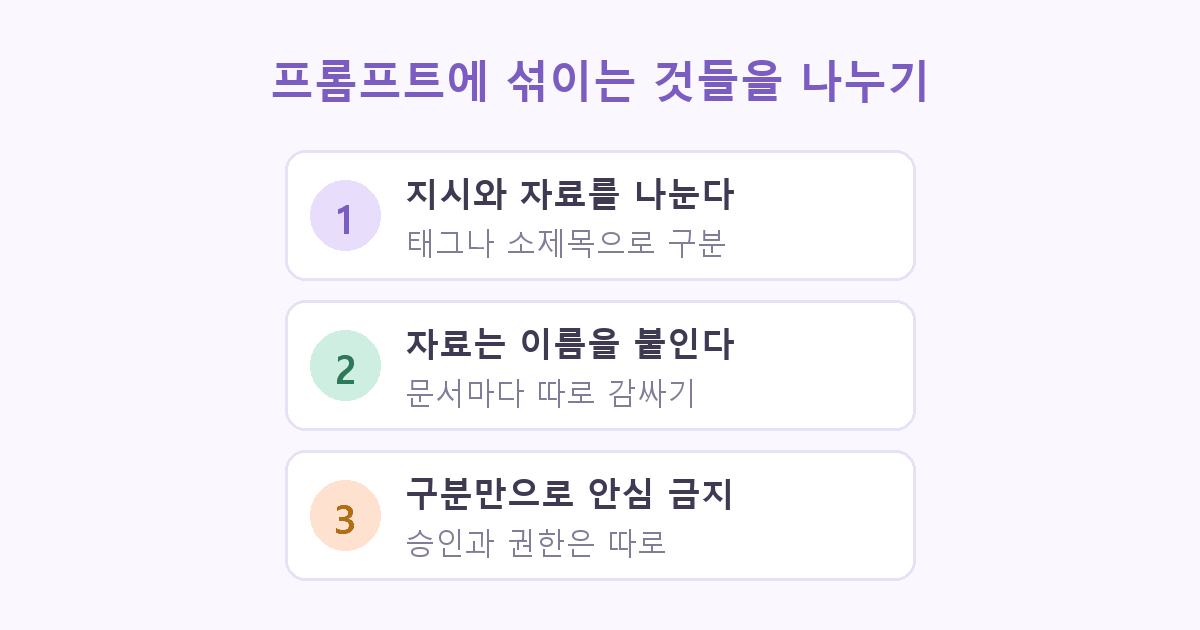 프롬프트에 섞이는 것들을 나누기
1
지시와 자료를 나눈다
태그나 소제목으로 구분
2
자료는 이름을 붙인다
문서마다 따로 감싸기
3
구분만으로 안심 금지
승인과 권한은 따로